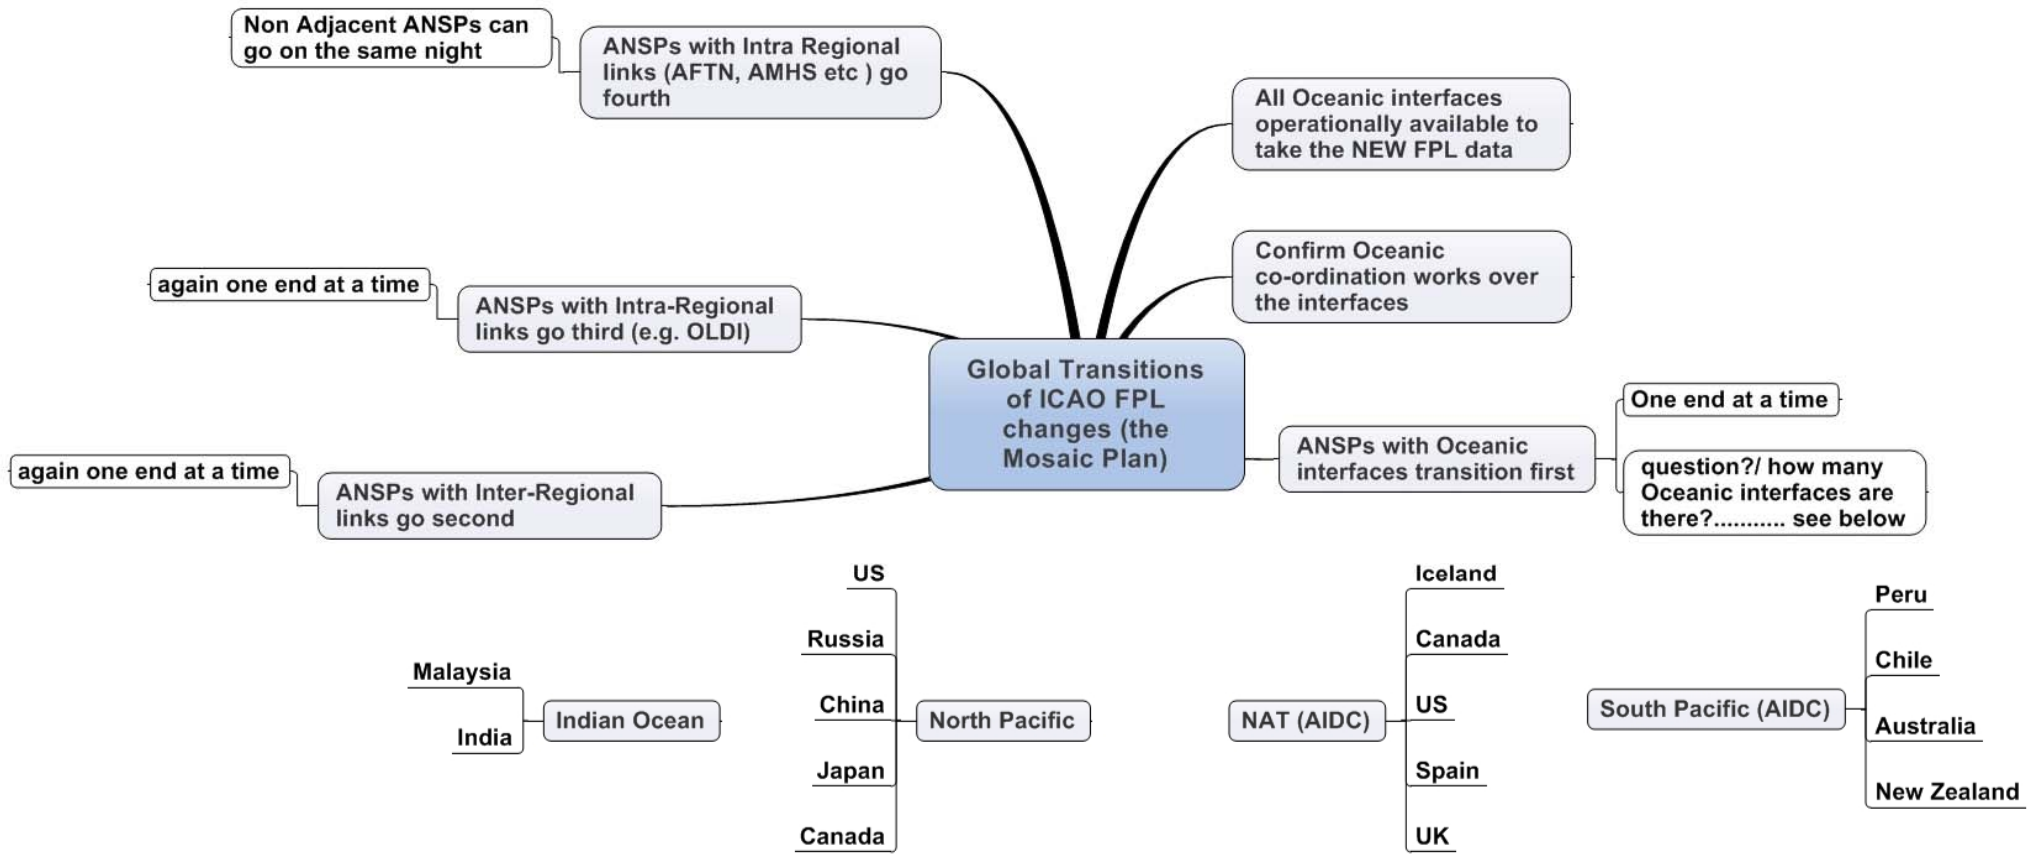 Non Adjacent ANSPs can
go on the same night
ANSPs with Intra Regional
links (AFTN, AMHS etc ) go
fourth
All Oceanic interfaces
operationally available to
take the NEW FPL data
Confirm Oceanic
co-ordination works over
the interfaces
again one end at a time
ANSPs with Intra-Regional
links go third (e.g. OLDI)
Global Transitions
of ICAO FPL
changes (the
Mosaic Plan)
One end at a time
ANSPs with Oceanic
interfaces transition first
question?/ how many
Oceanic interfaces are
there?........... see below
again one end at a time
ANSPs with Inter-Regional
links go second
Malaysia
India
Indian Ocean
US
Russia
China
Japan
Canada
North Pacific
NAT (AIDC)
Iceland
Canada
US
Spain
UK
South Pacific (AIDC)
Peru
Chile
Australia
New Zealand